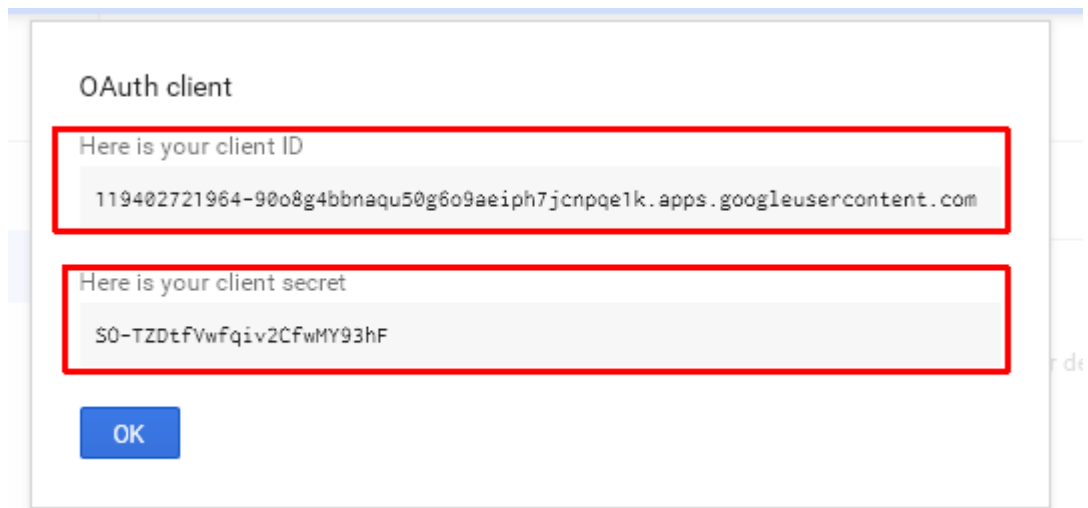 OAuth client
Here is your client ID
119402721964-90o8g4bbnaqu50g6o9aeiph7jcnpqe1k.apps.googleusercontent.com
Here is your client secret
SO-TZDtfVwfqiv2CfwMY93hF
r de
OK